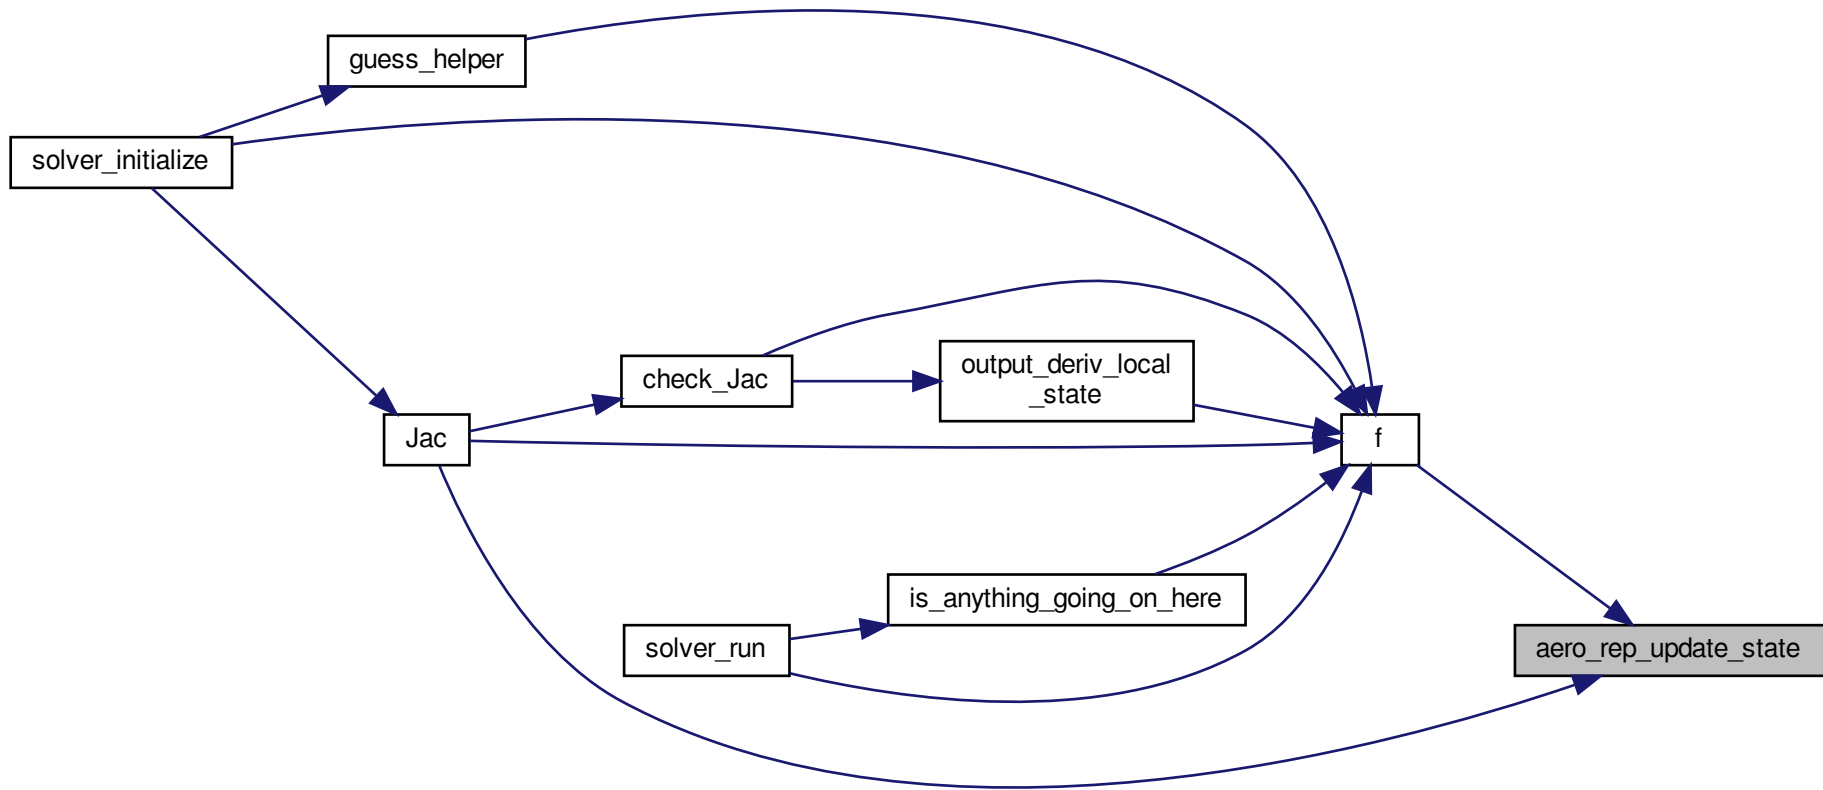 guess_helper
solver_initialize
output_deriv_local
_state
check_Jac
Jac
f
is_anything_going_on_here
solver_run
aero_rep_update_state